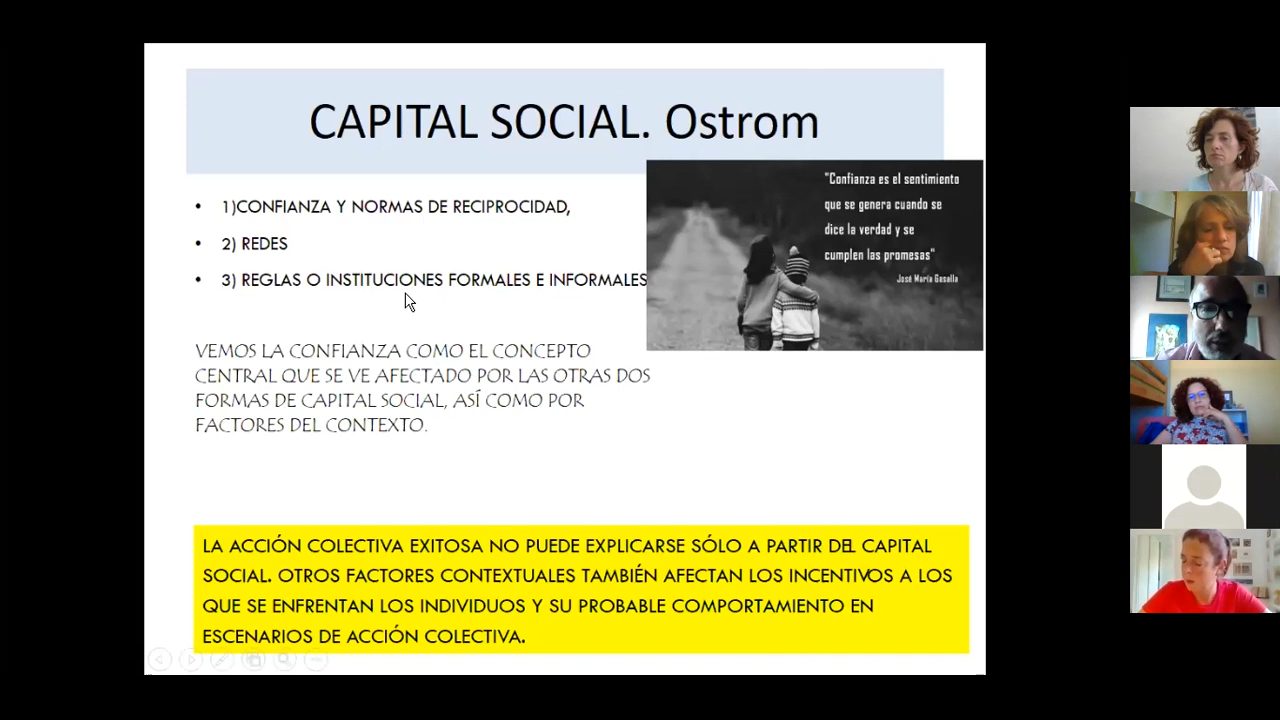 CAPITAL SOCIAL. Ostrom
• 1)CONFIANZA Y NORMAS DE RECIPROCIDAD,
• 2) REDES
• 3) REGLAS O INSTITUCIONES FORMALES E INFORMALES
"Confianza es el sentimiento
que se genera cuando se
dice la verdad y se
cumplen las promesas"
José María Gasalla
VEMOS LA CONFIANZA COMO EL CONCEPTO
CENTRAL QUE SE VE AFECTADO POR LAS OTRAS DOS
FORMAS DE CAPITAL SOCIAL, ASÍ COMO POR
FACTORES DEL CONTEXTO.
LA ACCIÓN COLECTIVA EXITOSA NO PUEDE EXPLICARSE SÓLO A PARTIR DEL CAPITAL
SOCIAL. OTROS FACTORES CONTEXTUALES TAMBIÉN AFECTAN LOS INCENTIVOS A LOS
QUE SE ENFRENTAN LOS INDIVIDUOS Y SU PROBABLE COMPORTAMIENTO EN
ESCENARIOS DE ACCIÓN COLECTIVA.